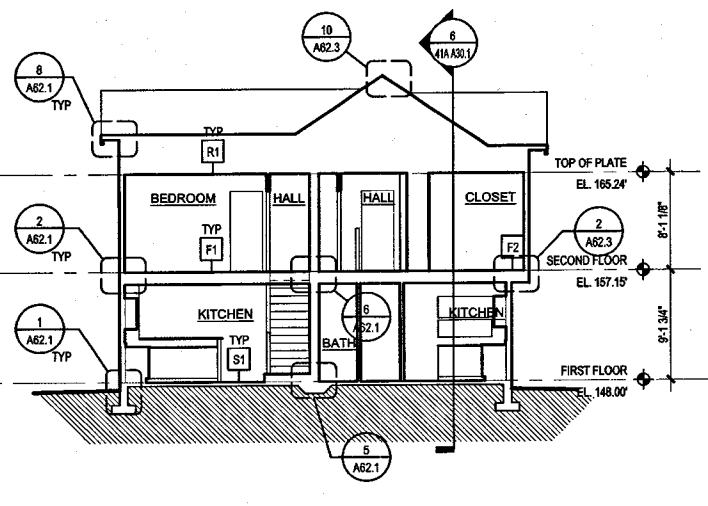 10
A62.3
6
41A A30.1
8
A62.1
TYP
TYP
R1
TOP OF PLATE
EL. 165.24'
BEDROOM
HALL
HALL
CLOSET
8'-1 1/8"
2
A62.1
TYP
TYP
F1
F2
2
A62.3
SECOND FLOOR
EL. 157.15'
KITCHEN
6
A62.1
KITCHEN
9'-1 3/4"
1
A62.1
TYP
TYP
S1
BATH
FIRST FLOOR
EL. 148.00'
5
A62.1